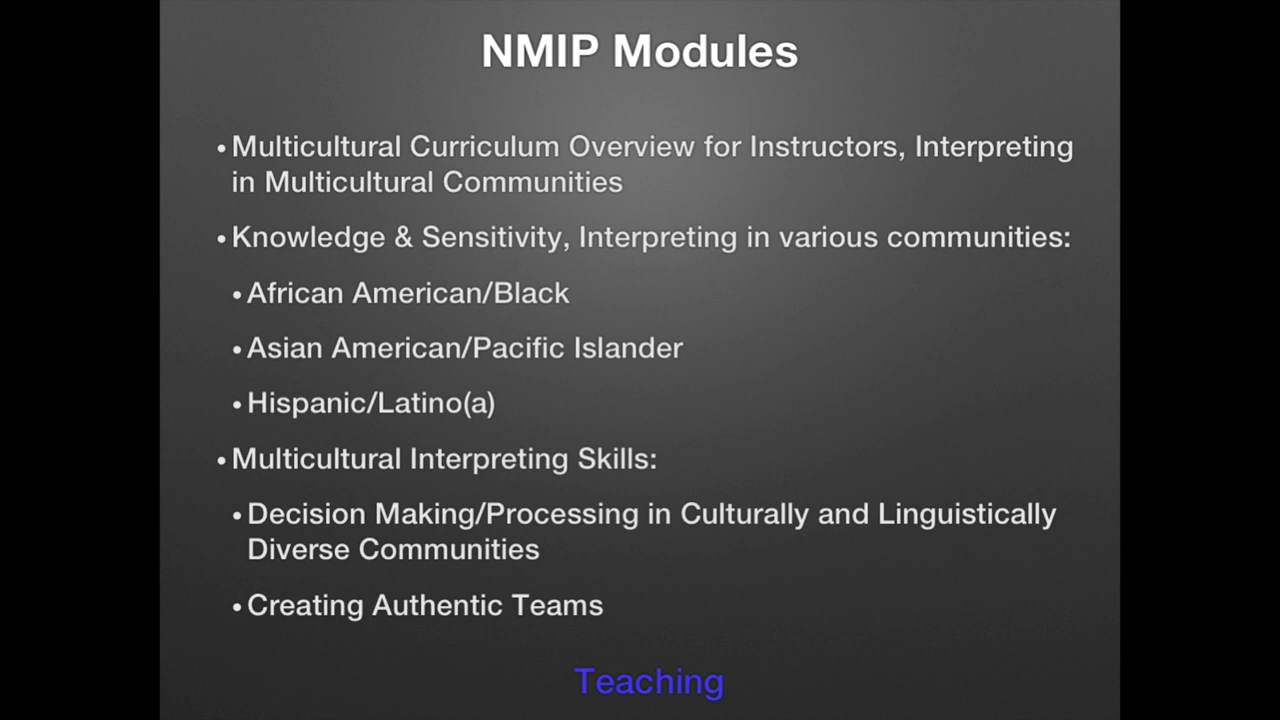 NMIP Modules
• Multicultural Curriculum Overview for Instructors, Interpreting
in Multicultural Communities
• Knowledge & Sensitivity, Interpreting in various communities:
• African American/Black
• Asian American/Pacific Islander
• Hispanic/Latino(a)
• Multicultural Interpreting Skills:
• Decision Making/Processing in Culturally and Linguistically
Diverse Communities
• Creating Authentic Teams
Teaching